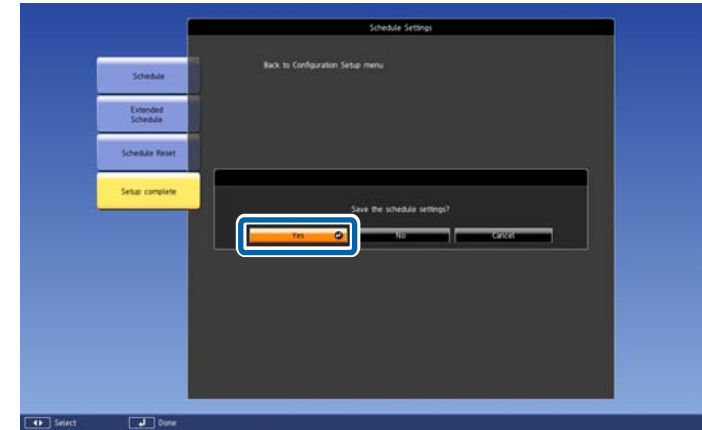 Schedule Settings
Back to Configuration Setup menu
Schedule
Extended
Schedule
Schedule Reset
Setup complete
Save the schedule settings?
Yes No Cancel
Select Done